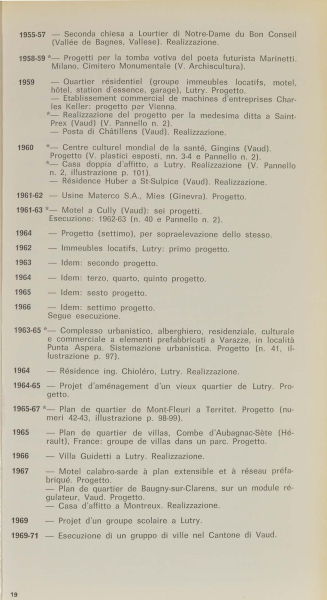 1955-57 — Seconda chiesa a Lourtier di Notre-Dame du Bon Conseil
(Vallée de Bagnes, Vallese). Realizzazione.
1958-59 *— Progetti per la tomba votiva del poeta futurista Marinetti.
Milano, Cimitero Monumentale (V. Archiscultura).
1959 — Quartier résidentiel (groupe immeubles locatifs, motel,
hôtel, station d'essence, garage), Lutry. Progetto.
— Etablissement commercial de machines d'entreprises Char-
les Keller: progetto per Vienna.
*— Realizzazione del progetto per la medesima ditta a Saint-
Prex (Vaud) (V. Pannello n. 2).
— Posta di Châtillens (Vaud). Realizzazione.
1960 *— Centre culturel mondial de la santé, Gingins (Vaud).
Progetto (V. plastici esposti, nn. 3-4 e Pannello n. 2).
*— Casa doppia d'affitto, a Lutry. Realizzazione (V. Pannello
n. 2, illustrazione p. 101).
— Résidence Huber a St-Sulpice (Vaud). Realizzazione.
1961-62 — Usine Materco S.A., Mies (Ginevra). Progetto.
1961-63 *— Motel a Cully (Vaud): sei progetti.
Esecuzione: 1962-63 (n. 40 e Pannello n. 2).
1964 — Progetto (settimo), per sopraelevazione dello stesso.
1962 — Immeubles locatifs, Lutry: primo progetto.
1963 — Idem: secondo progetto.
1964 — Idem: terzo, quarto, quinto progetto.
1965 — Idem: sesto progetto.
1966 — Idem: settimo progetto.
Segue esecuzione.
1963-65 *— Complesso urbanistico, alberghiero, residenziale, culturale
e commerciale a elementi prefabbricati a Varazze, in località
Punta Aspera. Sistemazione urbanistica. Progetto (n. 41, il-
lustrazione p. 97).
1964 — Résidence ing. Chioléro, Lutry. Realizzazione.
1964-65 — Projet d'aménagement d'un vieux quartier de Lutry. Pro-
getto.
1965-67 *— Plan de quartier de Mont-Fleuri a Territet. Progetto (nu-
meri 42-43, illustrazione p. 98-99).
1965 — Plan de quartier de villas, Combe d'Aubagnac-Sète (Hé-
rault), France: groupe de villas dans un parc. Progetto.
1966 — Villa Guidetti a Lutry. Realizzazione.
1967 — Motel calabro-sarde à plan extensible et à réseau préfa-
briqué. Progetto.
— Plan de quartier de Baugny-sur-Clarens, sur un module ré-
gulateur, Vaud. Progetto.
— Casa d'affitto a Montreux. Realizzazione.
1969 — Projet d'un groupe scolaire a Lutry.
1969-71 — Esecuzione di un gruppo di ville nel Cantone di Vaud.
19